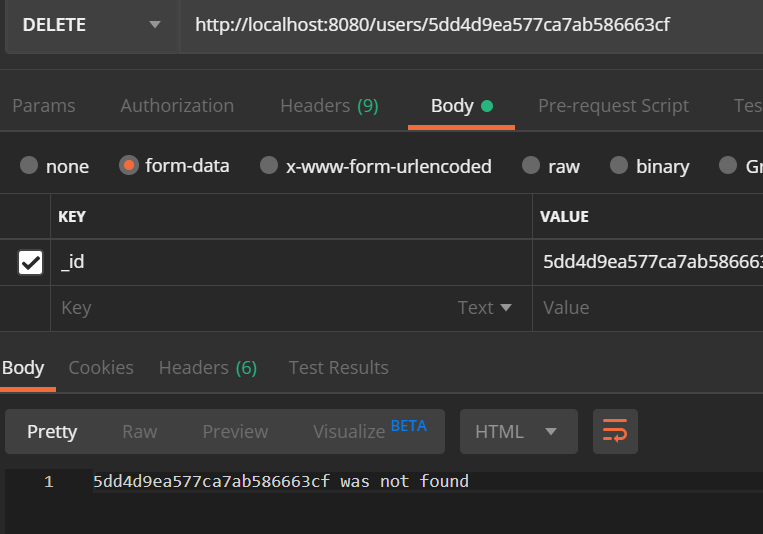 DELETE http://localhost:8080/users/5dd4d9ea577ca7ab586663cf
Params Authorization Headers (9) Body Pre-request Script Tes
none form-data x-www-form-urlencoded raw binary Gr
KEY VALUE
_id 5dd4d9ea577ca7ab586663
Key Text Value
Body Cookies Headers (6) Test Results
Pretty Raw Preview Visualize BETA HTML
1 5dd4d9ea577ca7ab586663cf was not found